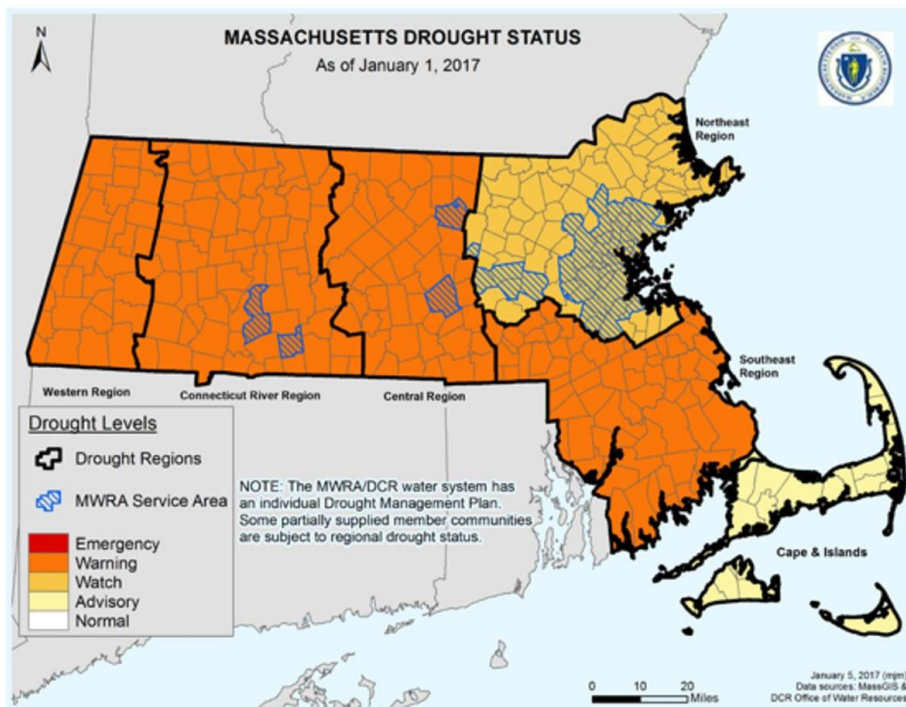 N
MASSACHUSETTS DROUGHT STATUS
As of January 1, 2017
Northeast
Region
Southeast
Region
Western Region
Connecticut River Region
Central Region
Cape & Islands
Drought Levels
Drought Regions
MWRA Service Area
Emergency
Warning
Watch
Advisory
Normal
NOTE: The MWRA/DCR water system has
an individual Drought Management Plan.
Some partially supplied member communities
are subject to regional drought status.
0 10 20
Miles
January 5, 2017 (mjm)
Data sources: MassGIS &
DCR Office of Water Resources